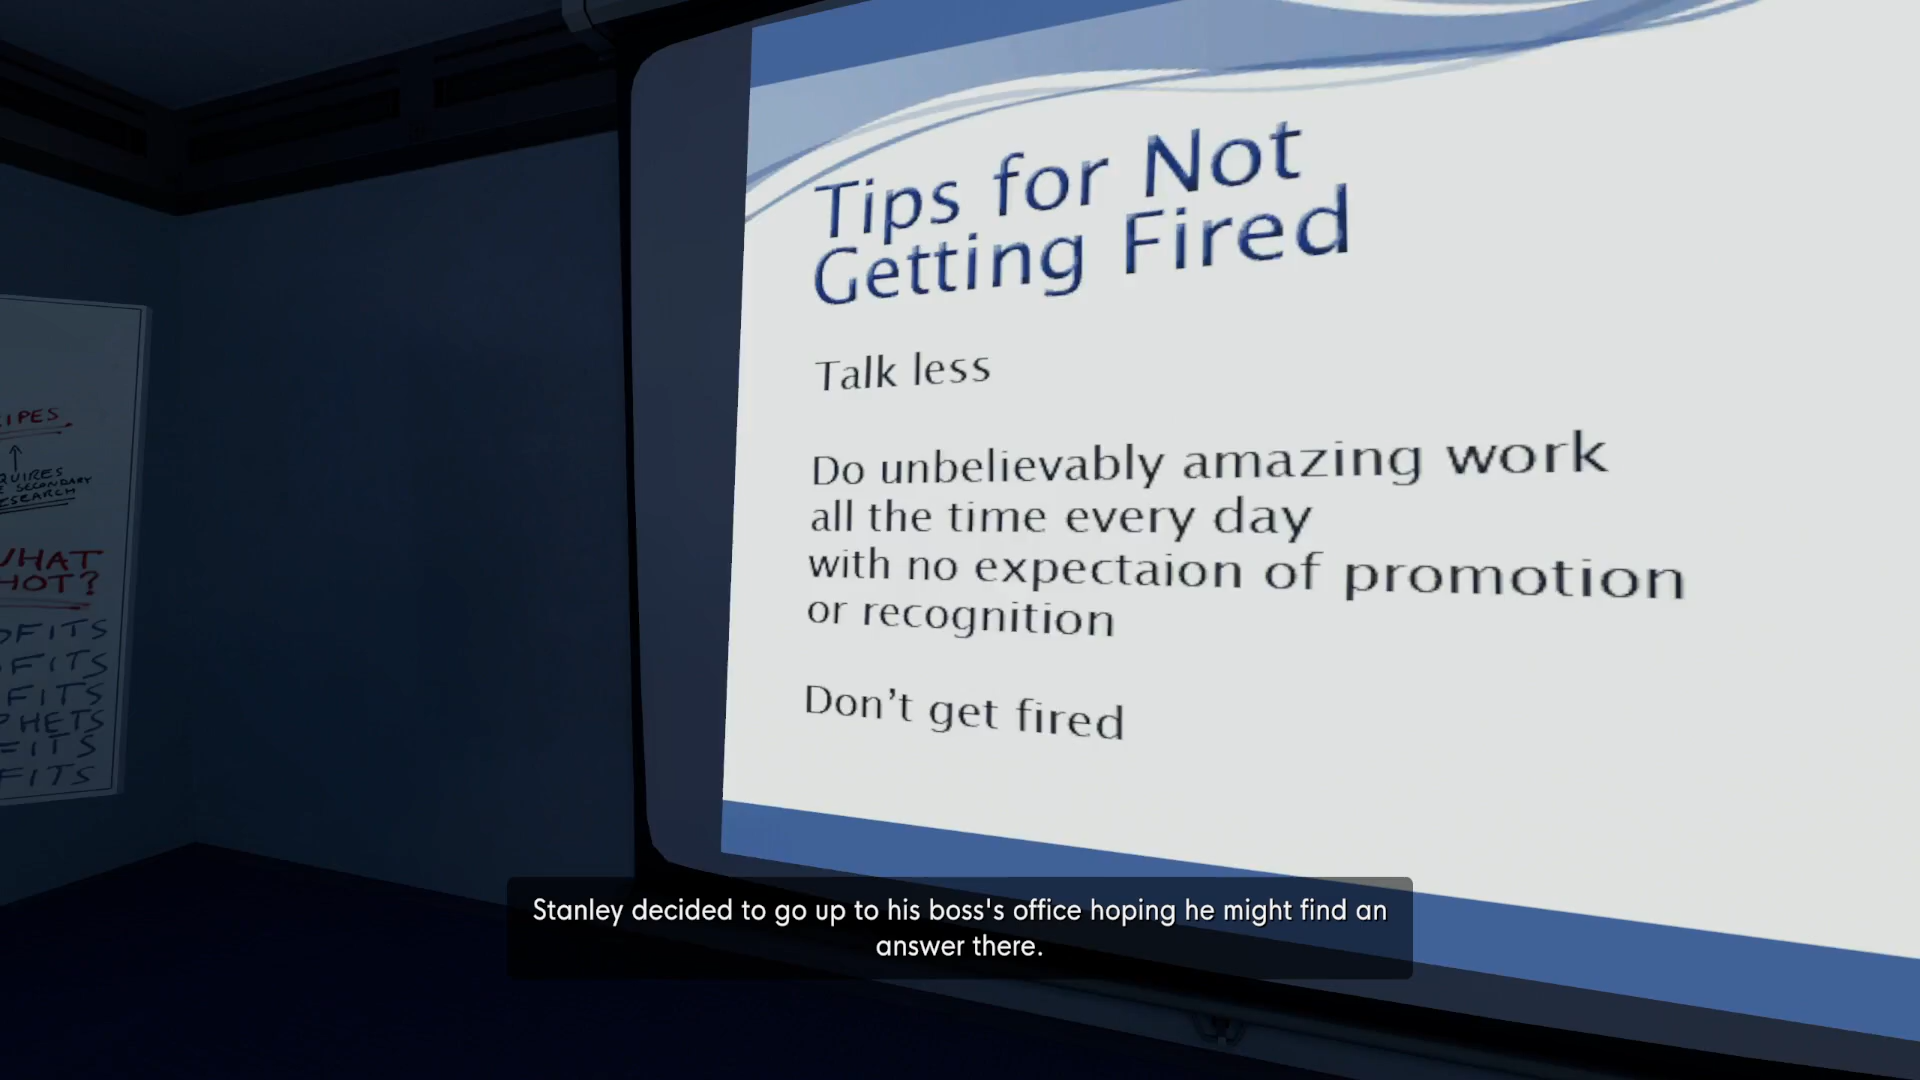 Tips for Not
Getting Fired
Talk less
Do unbelievably amazing work
all the time every day
with no expectaion of promotion
or recognition
Don't get fired
WHAT
HOT?
Stanley decided to go up to his boss's office hoping he might find an
answer there.